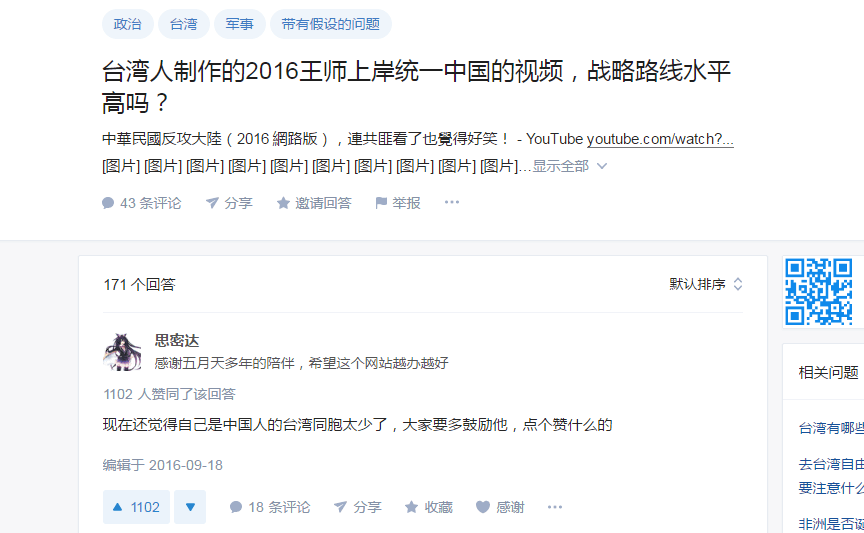 政治 台湾 军事 带有假设的问题
台湾人制作的2016王师上岸统一中国的视频，战略路线水平
高吗？
中華民國反攻大陸（2016 網路版），連共匪看了也覺得好笑！ - YouTube youtube.com/watch?...
[图片] [图片] [图片] [图片] [图片] [图片] [图片] [图片] [图片] [图片]…显示全部
43 条评论 分享 邀请回答 举报 ···
171 个回答
默认排序
思密达
感谢五月天多年的陪伴，希望这个网站越办越好
1102 人赞同了该回答
现在还觉得自己是中国人的台湾同胞太少了，大家要多鼓励他，点个赞什么的
编辑于 2016-09-18
1102 18 条评论 分享 收藏 感谢 ···
相关问题
台湾有哪些
去台湾自由
要注意什么
非洲是否诞